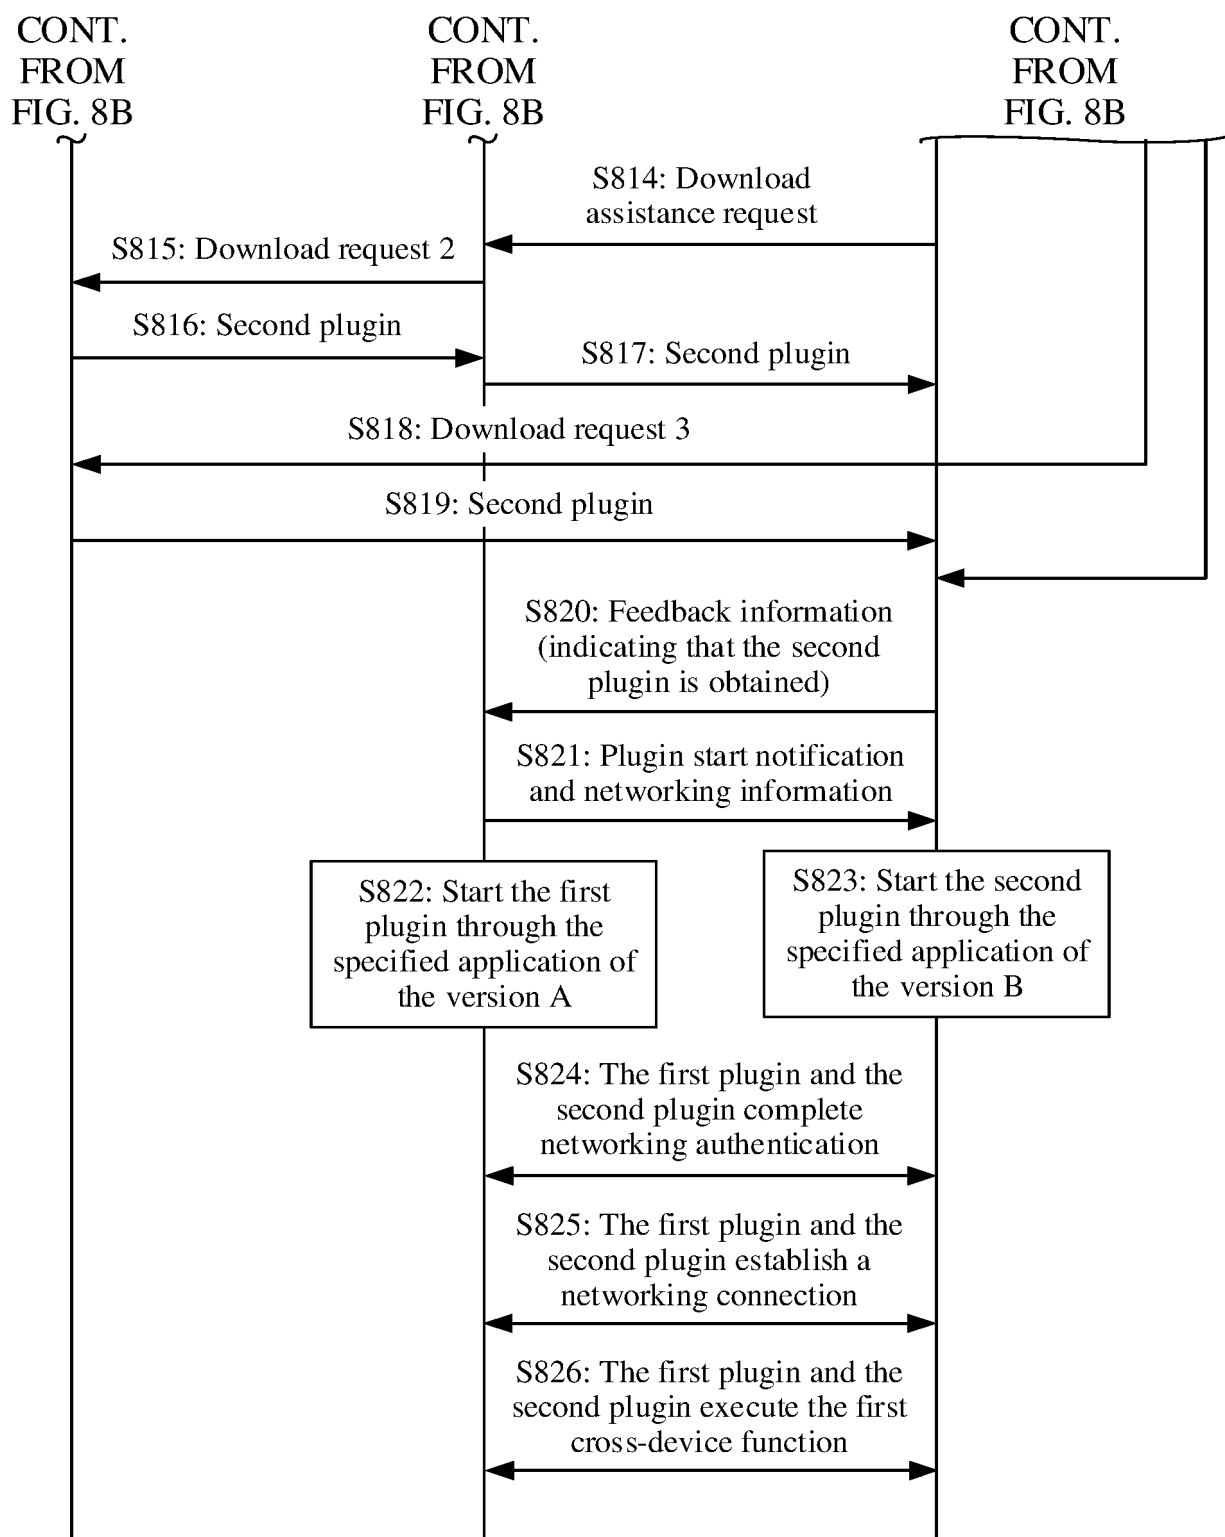 CONT.
FROM
FIG. 8B
CONT.
FROM
FIG. 8B
CONT.
FROM
FIG. 8B
S814: Download
assistance request
S815: Download request 2
S816: Second plugin
S817: Second plugin
S818: Download request 3
S819: Second plugin
S820: Feedback information
(indicating that the second
plugin is obtained)
S821: Plugin start notification
and networking information
S822: Start the first
plugin through the
specified application of
the version A
S823: Start the second
plugin through the
specified application of
the version B
S824: The first plugin and the
second plugin complete
networking authentication
S825: The first plugin and the
second plugin establish a
networking connection
S826: The first plugin and the
second plugin execute the first
cross-device function